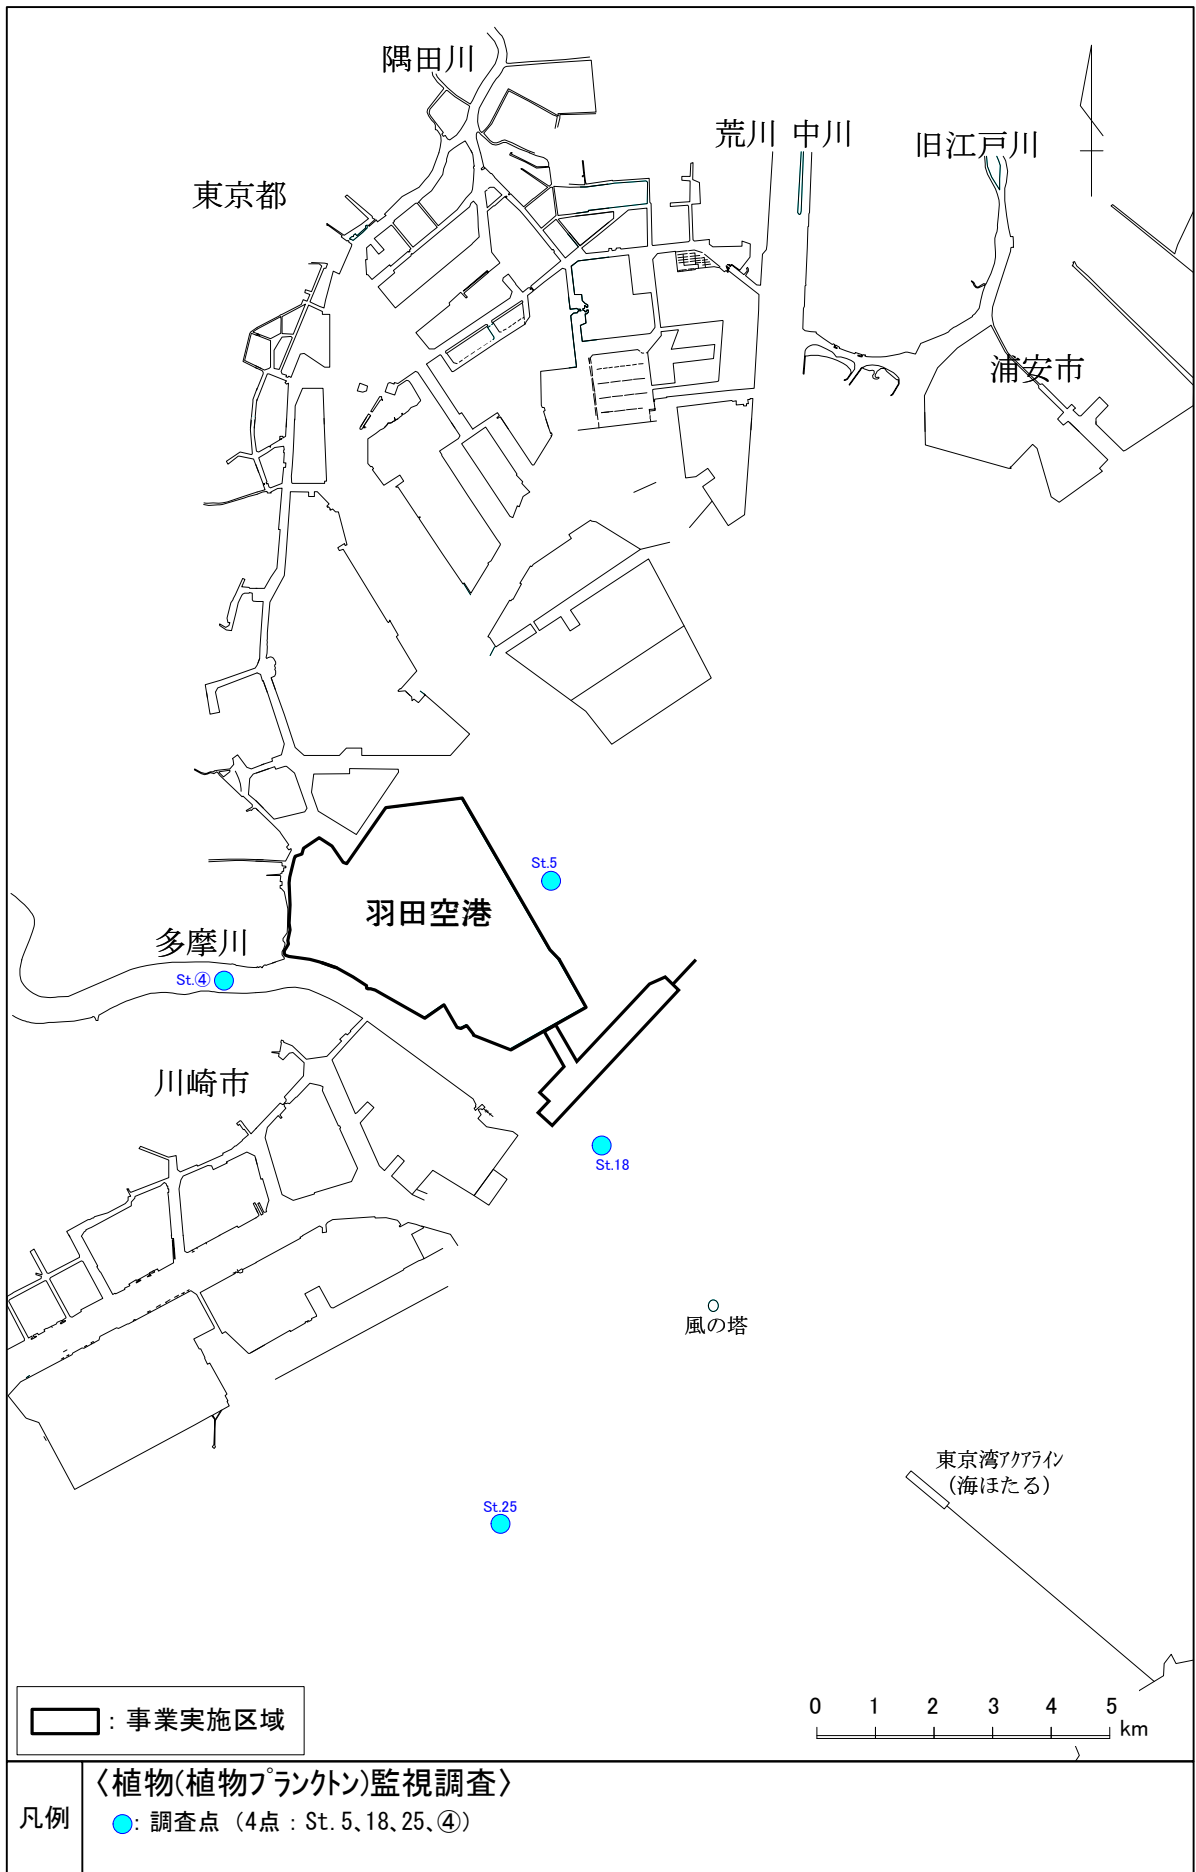 隅田川
荒川 中川
旧江戸川
東京都
浦安市
St.5
羽田空港
多摩川
St.④
川崎市
St.18
風の塔
東京湾ｱｸｱﾗｲﾝ
（海ほたる）
St.25
：事業実施区域
0 1 2 3 4 5
km
凡例
〈植物(植物ﾌﾟﾗﾝｸﾄﾝ)監視調査〉
：調査点（4点：St.5、18、25、④）